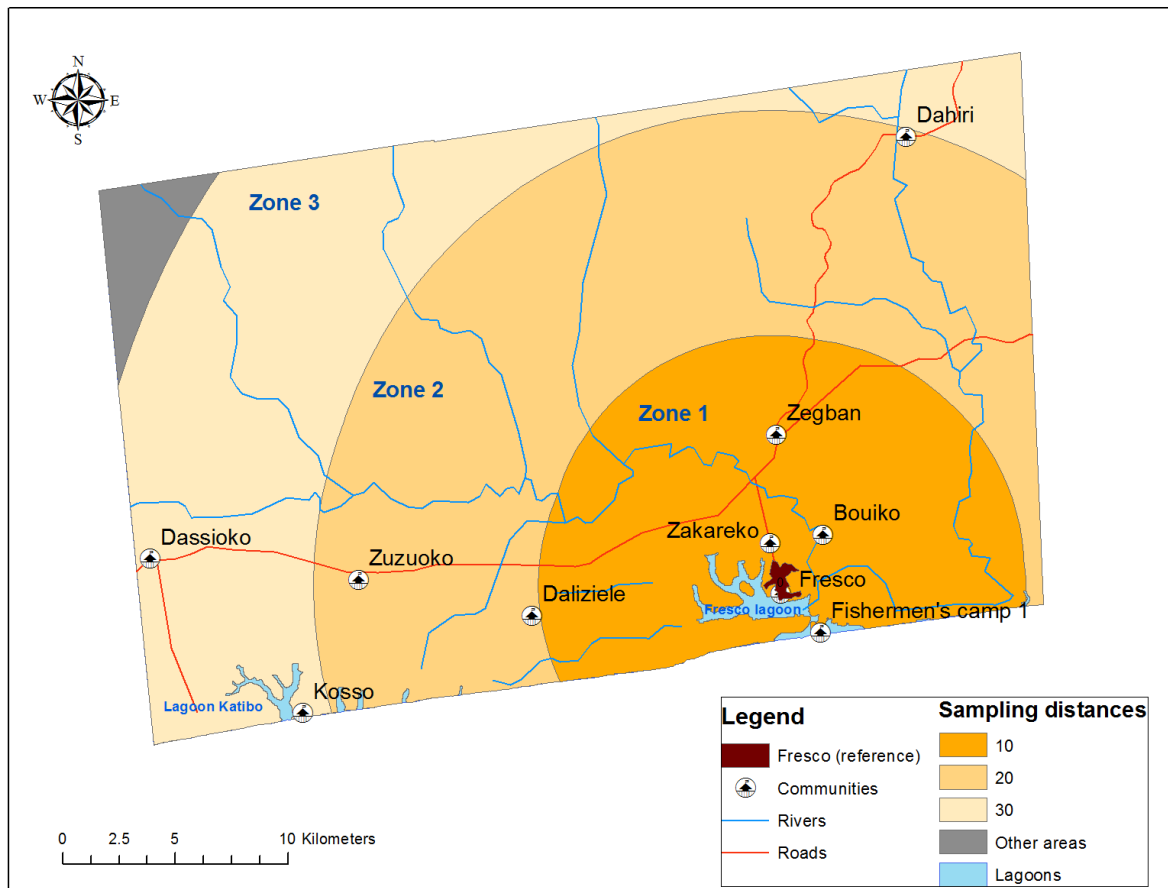 N
W E
S
Dahiri
Zone 3
Zone 2
Zone 1
Zegban
Bouiko
Zakareko
Dassioko
Zuzuoko
Fresco
Daliziele
Fresco lagoon
Fishermen's camp 1
Kosso
Lagoon Katibo
Legend
Fresco (reference)
Communities
Rivers
Roads
Sampling distances
10
20
30
Other areas
Lagoons
0 2.5 5 10 Kilometers